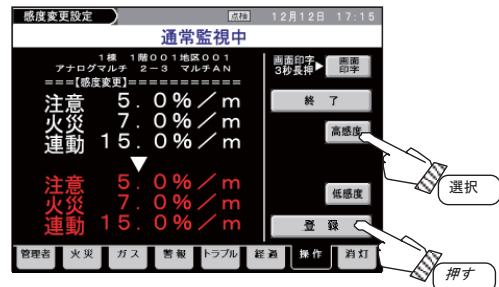 感度変更設定 点検 12月12日 17:15
通常監視中
1棟 1階001地区001
アナログマルチ 2-3 マルチAN
===【感度変更】===========
注意 5.0%/m
火災 7.0%/m
連動 15.0%/m
▼
注意 5.0%/m
火災 7.0%/m
連動 15.0%/m
画面印字
3秒長押▶
画面
印字
終 了
高感度
選択
低感度
登 録
押す
管理者 火災 ガス 警報 トラブル 経過 操作 消灯